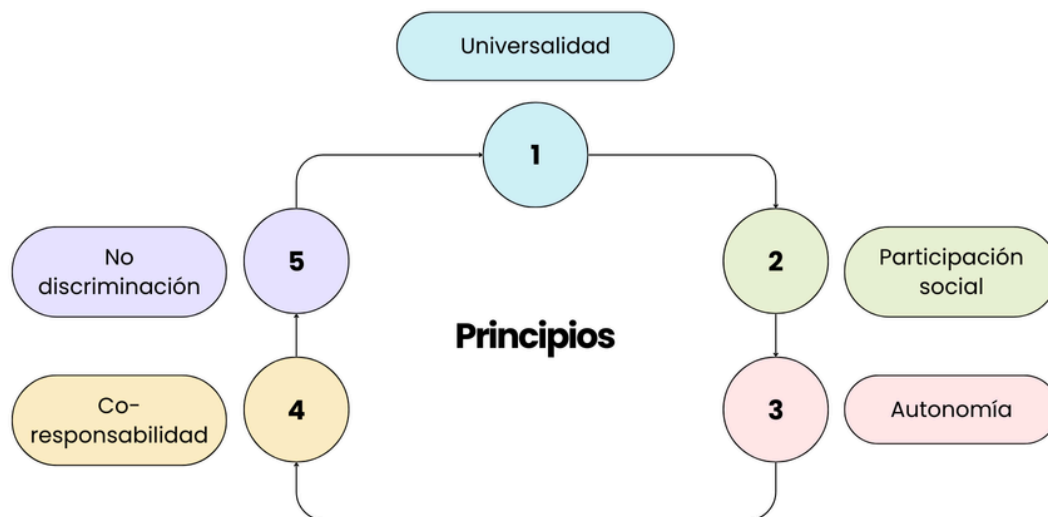 Universalidad
1
2
Participación
social
3
Autonomía
4
Co-
responsabilidad
5
No
discriminación
Principios